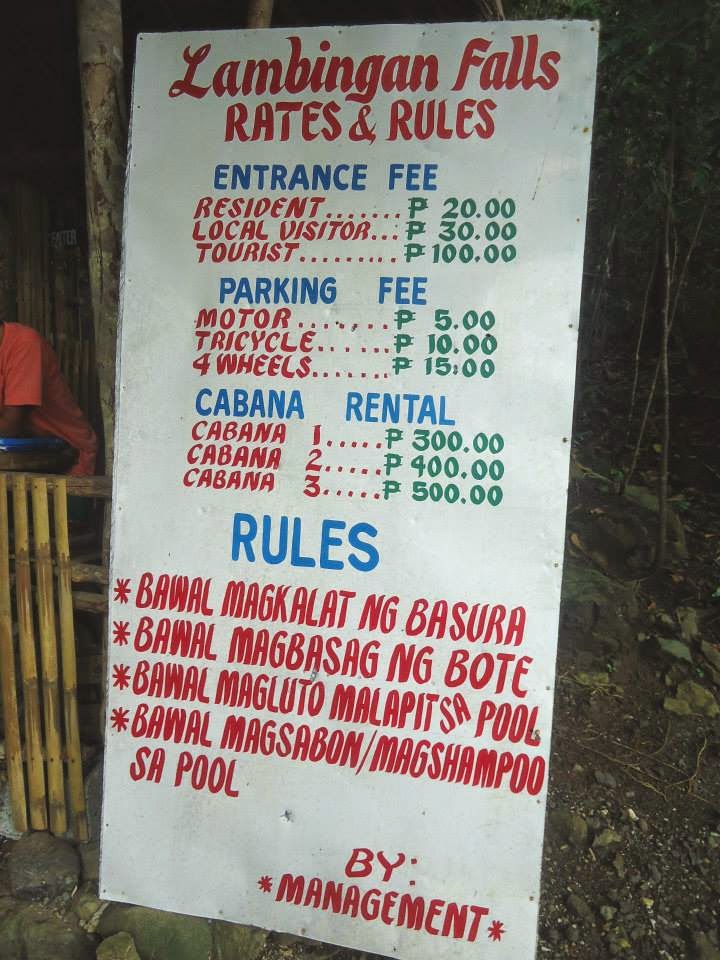 Lambingan Falls
RATES & RULES
ENTRANCE FEE
RESIDENT.......₱ 20.00
LOCAL VISITOR...₱ 30.00
TOURIST.........₱ 100.00
PARKING FEE
MOTOR.......₱ 5.00
TRICYCLE......₱ 10.00
4 WHEELS.......₱ 15:00
CABANA RENTAL
CABANA 1.....₱ 300.00
CABANA 2.....₱ 400.00
CABANA 3.....₱ 500.00
RULES
*BAWAL MAGKALAT NG BASURA
*BAWAL MAGBASAG NG BOTE
*BAWAL MAGLUTO MALAPIT SA POOL
*BAWAL MAGSABON/MAGSHAMPOO
SA POOL
BY:
*MANAGEMENT*